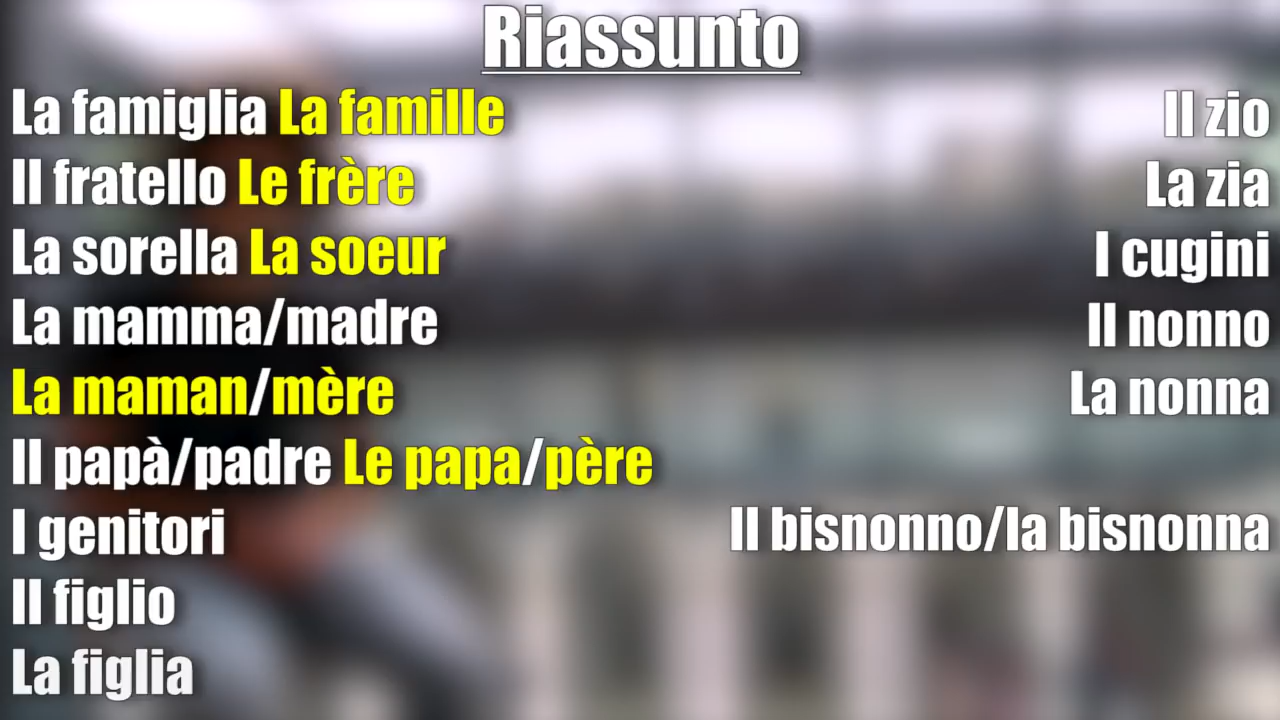 Riassunto
La famiglia La famille
Il fratello Le frère
La sorella La soeur
La mamma/madre
La maman/mère
Il papà/padre Le papa/père
I genitori
Il figlio
La figlia
Il zio
La zia
I cugini
Il nonno
La nonna
Il bisnonno/la bisnonna